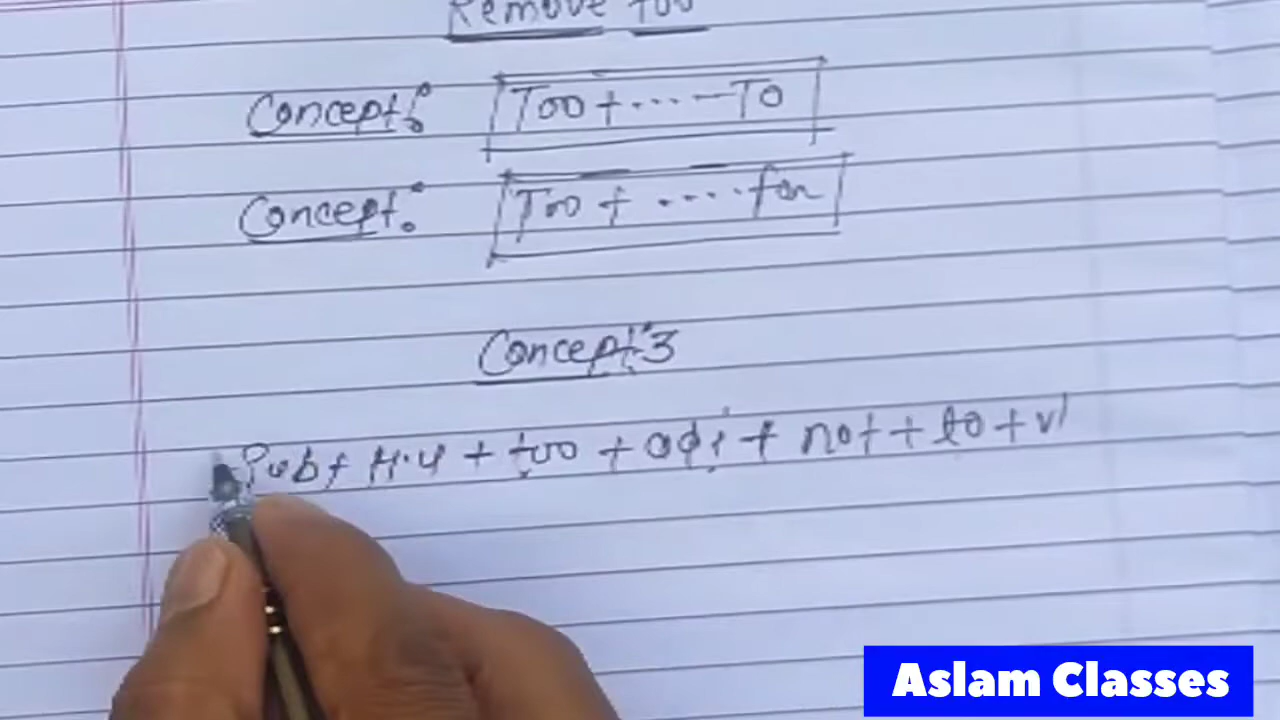 Remove Too
Concept: Too + ....- To
Concept: Too + ....for
Concept:3
Sub + H.V + too + adj + not + to + v1
Aslam Classes